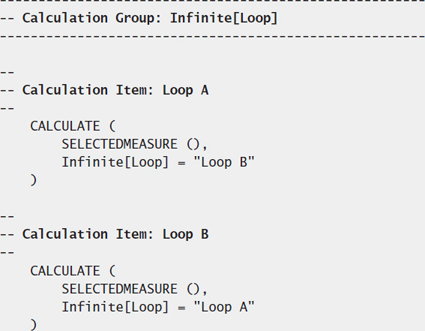 --------------------------------------------------------
-- Calculation Group: Infinite[Loop]
--------------------------------------------------------
--
-- Calculation Item: Loop A
--
    CALCULATE (
        SELECTEDMEASURE (),
        Infinite[Loop] = "Loop B"
    )
--
-- Calculation Item: Loop B
--
    CALCULATE (
        SELECTEDMEASURE (),
        Infinite[Loop] = "Loop A"
    )